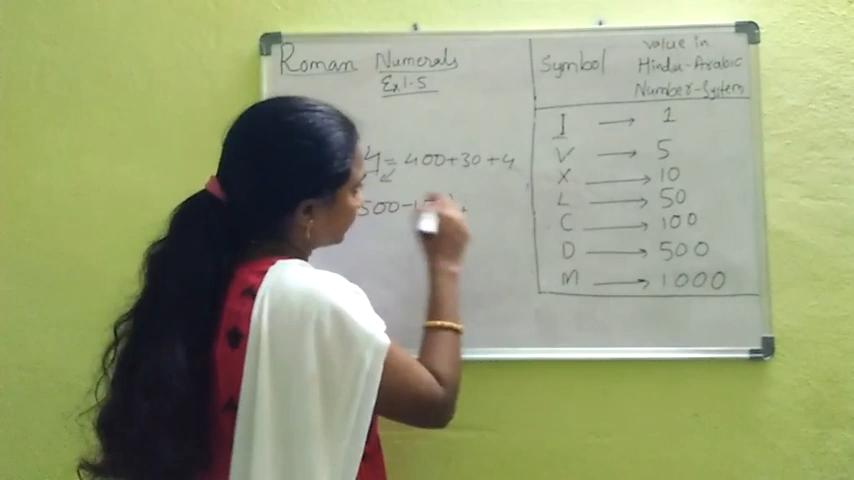 Roman Numerals
Ex 1.5
4 = 400+30+4
500-
Symbol
value in
Hindu-Arabic
Number-System
I → 1
V → 5
X → 10
L → 50
C → 100
D → 500
M → 1000